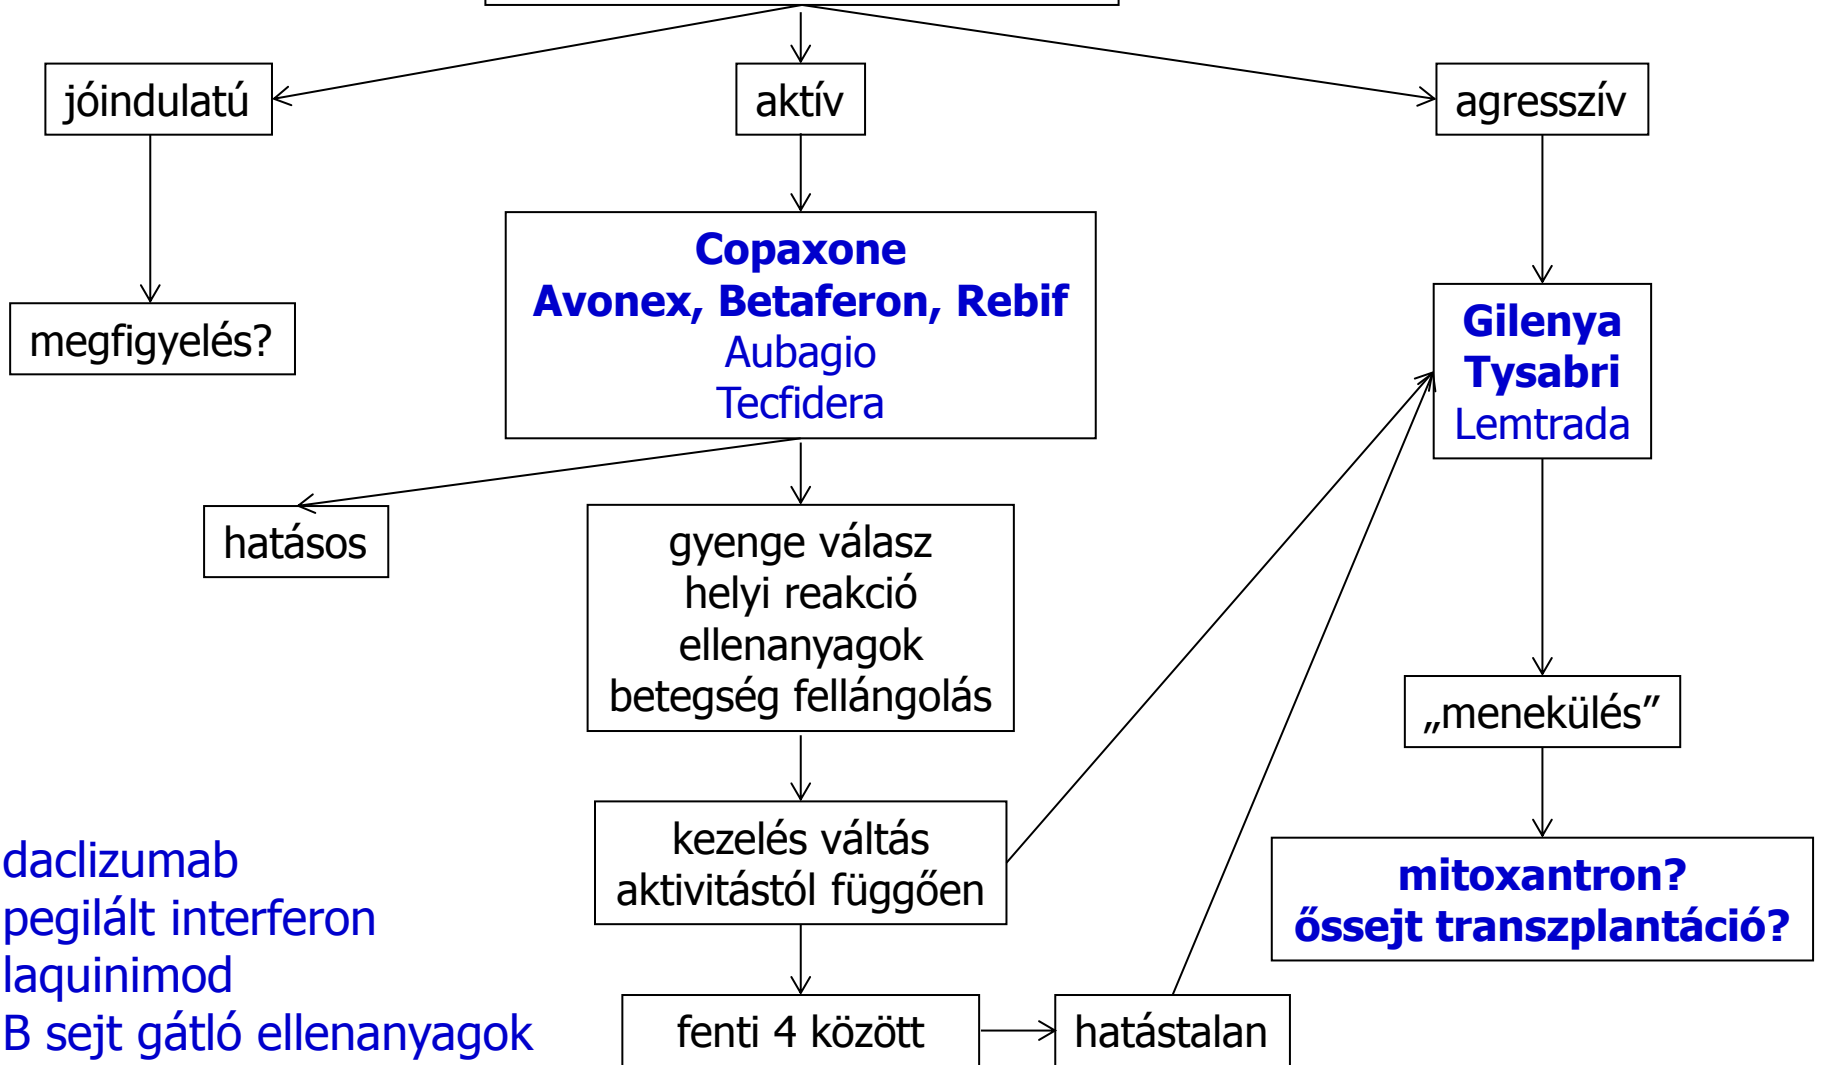 jóindulatú
aktív
agresszív
megfigyelés?
Copaxone
Avonex, Betaferon, Rebif
Aubagio
Tecfidera
Gilenya
Tysabri
Lemtrada
hatásos
gyenge válasz
helyi reakció
ellenanyagok
betegség fellángolás
„menekülés”
kezelés váltás
aktivitástól függően
mitoxantron?
őssejt transzplantáció?
fenti 4 között
hatástalan
daclizumab
pegilált interferon
laquinimod
B sejt gátló ellenanyagok